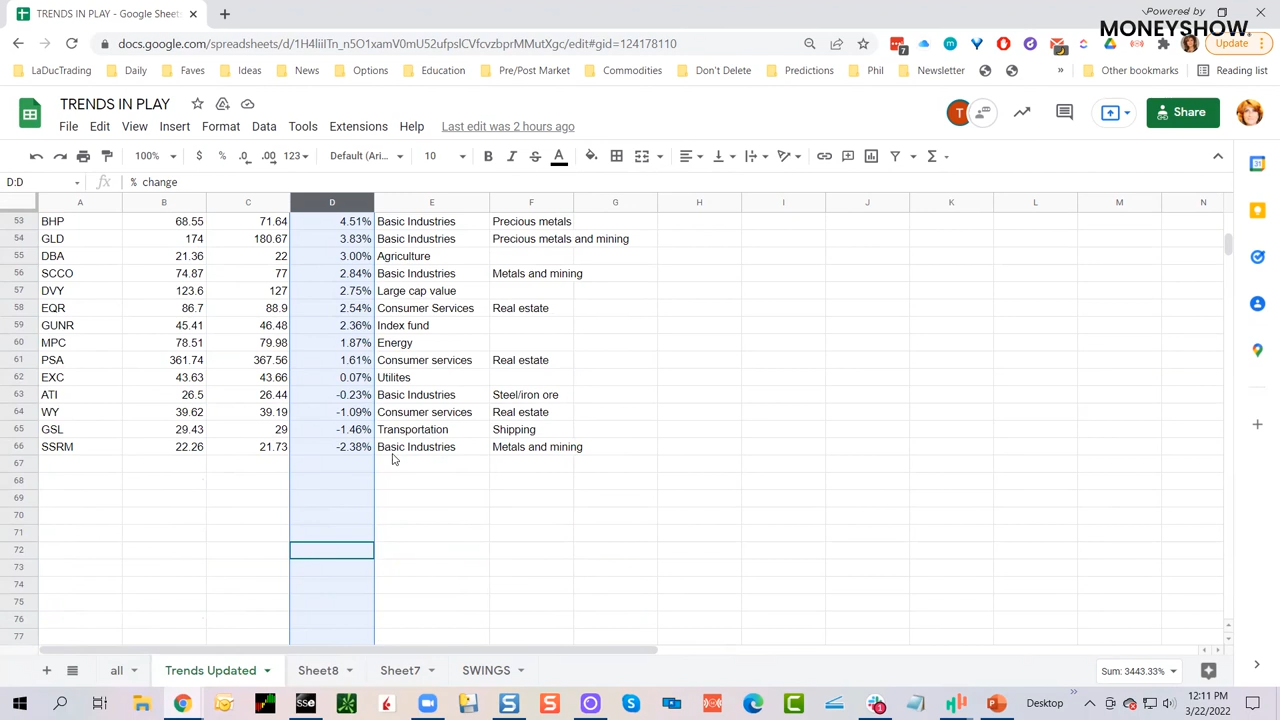 TRENDS IN PLAY - Google Sheets
Powered by
MONEYSHOW
Update
LaDucTrading Daily Faves Ideas News Options Education Pre/Post Market Commodities Don't Delete Predictions Phil Newsletter » Other bookmarks Reading list
TRENDS IN PLAY
File Edit View Insert Format Data Tools Extensions Help Last edit was 2 hours ago
T
Share
100% $ % .0 .00 123 Default (Ari... 10 B I S A
D:D fx % change
A B C D E F G H I J K L M N
53 BHP 68.55 71.64 4.51% Basic Industries Precious metals
54 GLD 174 180.67 3.83% Basic Industries Precious metals and mining
55 DBA 21.36 22 3.00% Agriculture
56 SCCO 74.87 77 2.84% Basic Industries Metals and mining
57 DVY 123.6 127 2.75% Large cap value
58 EQR 86.7 88.9 2.54% Consumer Services Real estate
59 GUNR 45.41 46.48 2.36% Index fund
60 MPC 78.51 79.98 1.87% Energy
61 PSA 361.74 367.56 1.61% Consumer services Real estate
62 EXC 43.63 43.66 0.07% Utilites
63 ATI 26.5 26.44 -0.23% Basic Industries Steel/iron ore
64 WY 39.62 39.19 -1.09% Consumer services Real estate
65 GSL 29.43 29 -1.46% Transportation Shipping
66 SSRM 22.26 21.73 -2.38% Basic Industries Metals and mining
67
68
69
70
71
72
73
74
75
76
77
all Trends Updated Sheet8 Sheet7 SWINGS Sum: 3443.33%
Desktop
12:11 PM
3/22/2022